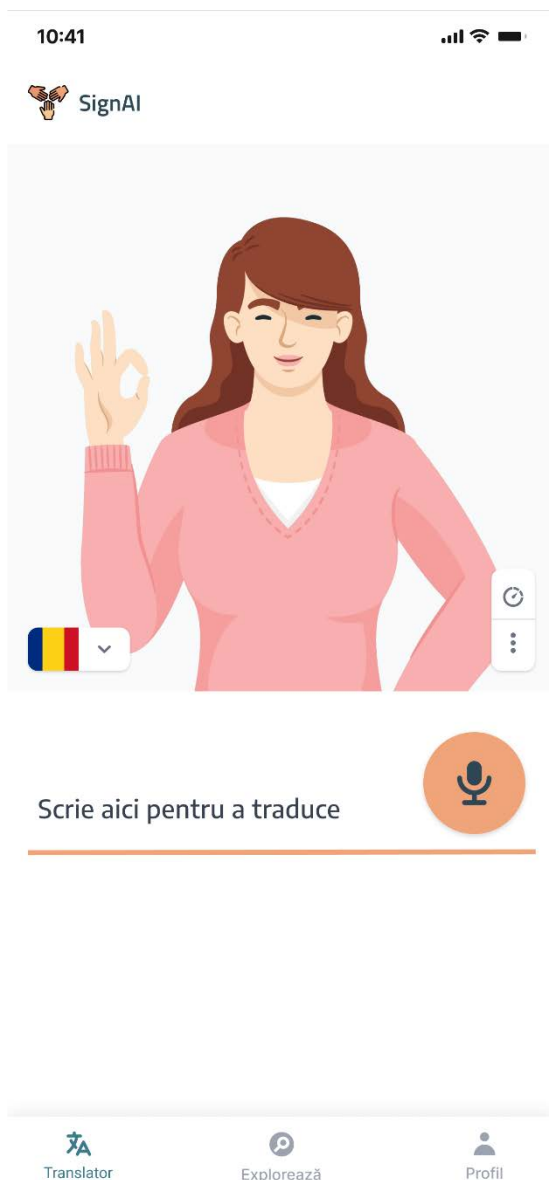 10:41
SignAI
Scrie aici pentru a traduce
Translator
Explorează
Profil